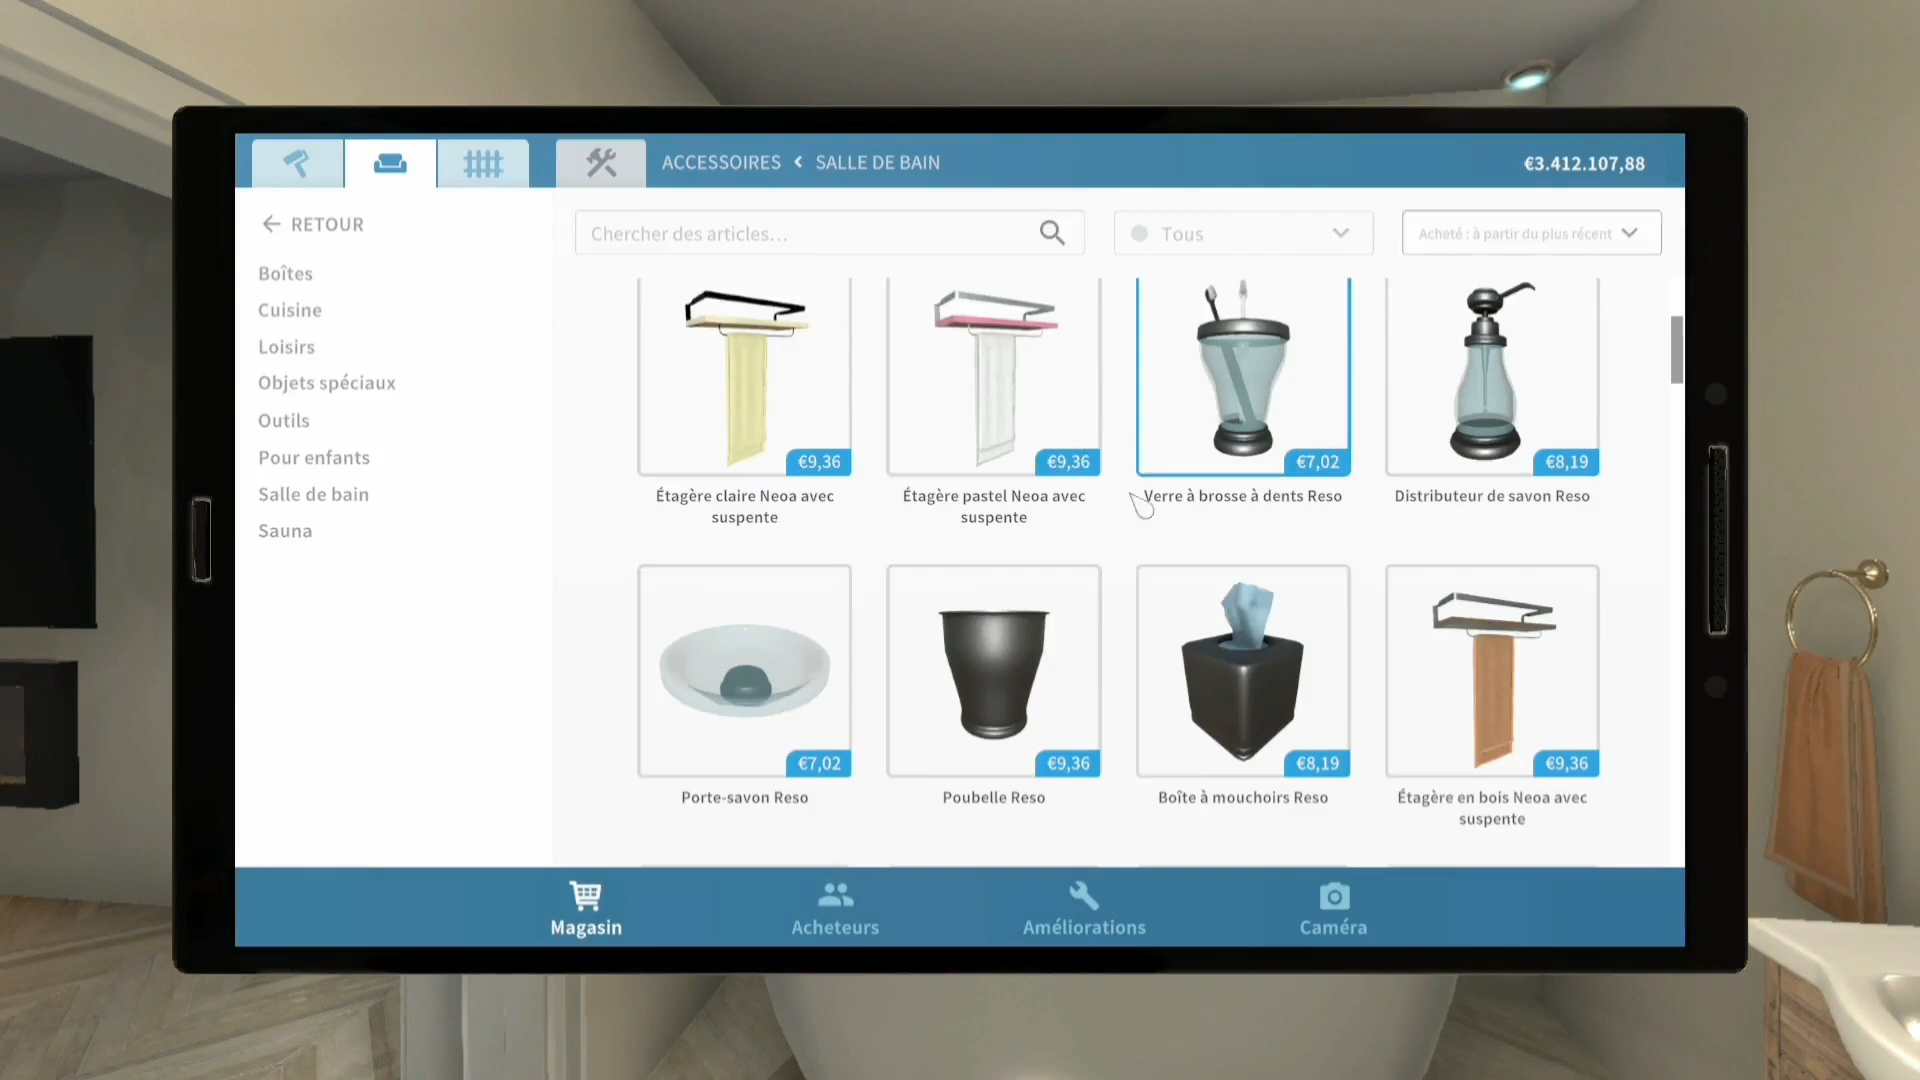 ACCESSOIRES < SALLE DE BAIN
€3.412.107,88
RETOUR
Boîtes
Cuisine
Loisirs
Objets spéciaux
Outils
Pour enfants
Salle de bain
Sauna
Chercher des articles...
Tous
Acheté : à partir du plus récent
€9,36
€9,36
€7,02
€8,19
Étagère claire Neoa avec
suspente
Étagère pastel Neoa avec
suspente
Verre à brosse à dents Reso
Distributeur de savon Reso
€7,02
€9,36
€8,19
€9,36
Porte-savon Reso
Poubelle Reso
Boîte à mouchoirs Reso
Étagère en bois Neoa avec
suspente
Magasin
Acheteurs
Améliorations
Caméra